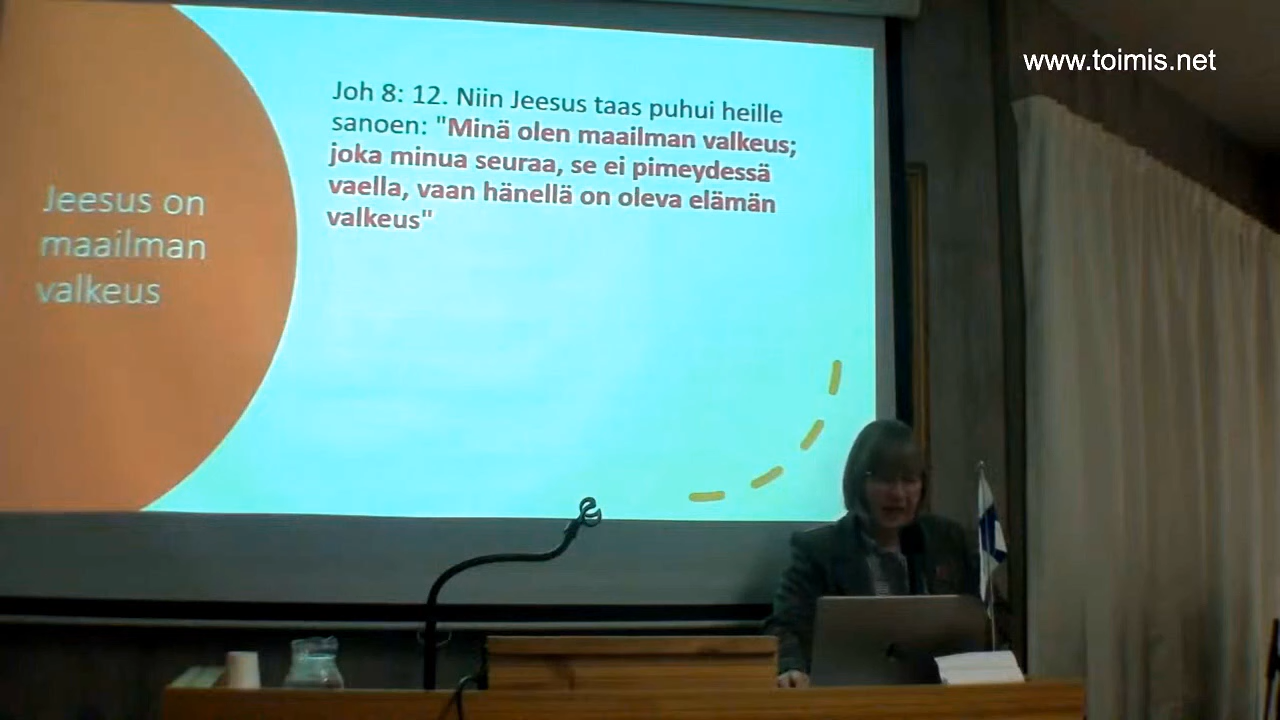 www.toimis.net
Jeesus on
maailman
valkeus
Joh 8: 12. Niin Jeesus taas puhui heille
sanoen: "Minä olen maailman valkeus;
joka minua seuraa, se ei pimeydessä
vaella, vaan hänellä on oleva elämän
valkeus"